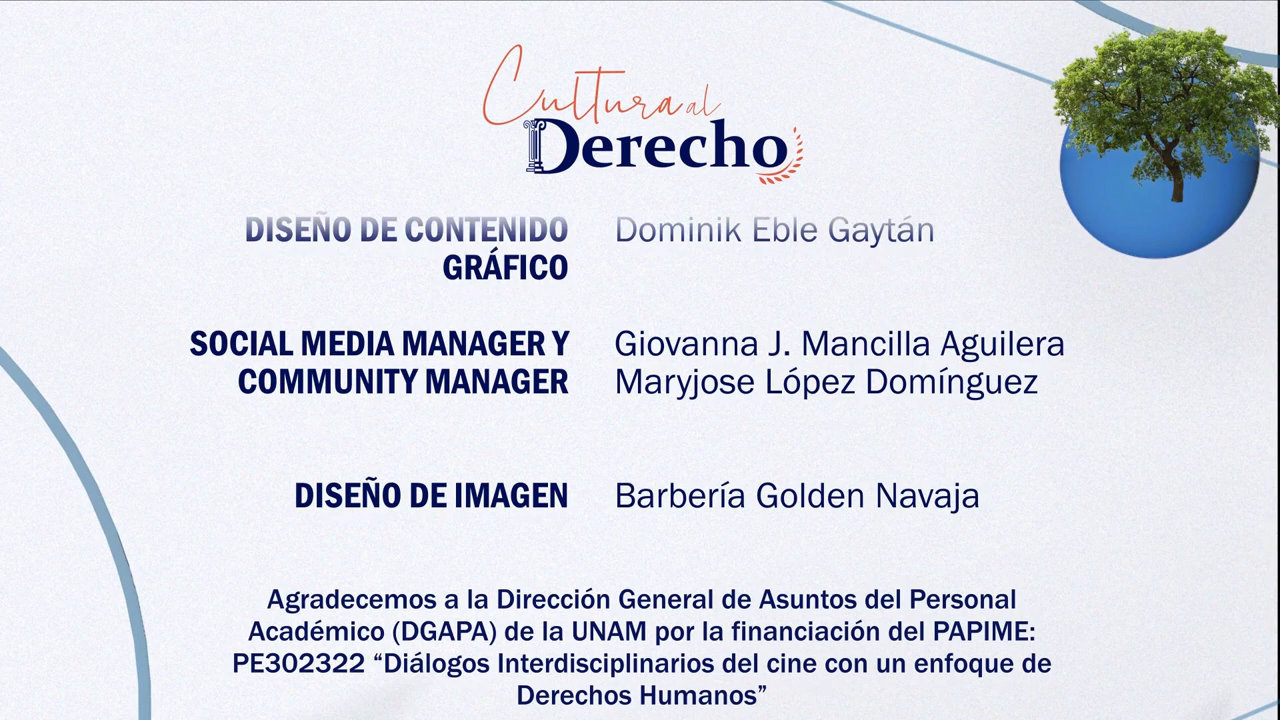 Cultura al
Derecho
DISEÑO DE CONTENIDO Dominik Eble Gaytán
GRÁFICO
SOCIAL MEDIA MANAGER Y Giovanna J. Mancilla Aguilera
COMMUNITY MANAGER Maryjose López Domínguez
DISEÑO DE IMAGEN Barbería Golden Navaja
Agradecemos a la Dirección General de Asuntos del Personal
Académico (DGAPA) de la UNAM por la financiación del PAPIME:
PE302322 “Diálogos Interdisciplinarios del cine con un enfoque de
Derechos Humanos”